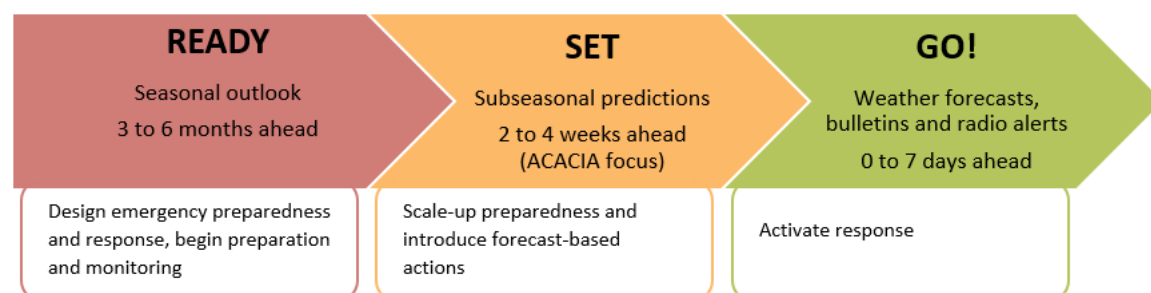 READY
Seasonal outlook
3 to 6 months ahead
Design emergency preparedness
and response, begin preparation
and monitoring
SET
Subseasonal predictions
2 to 4 weeks ahead
(ACACIA focus)
Scale-up preparedness and
introduce forecast-based
actions
GO!
Weather forecasts,
bulletins and radio alerts
0 to 7 days ahead
Activate response